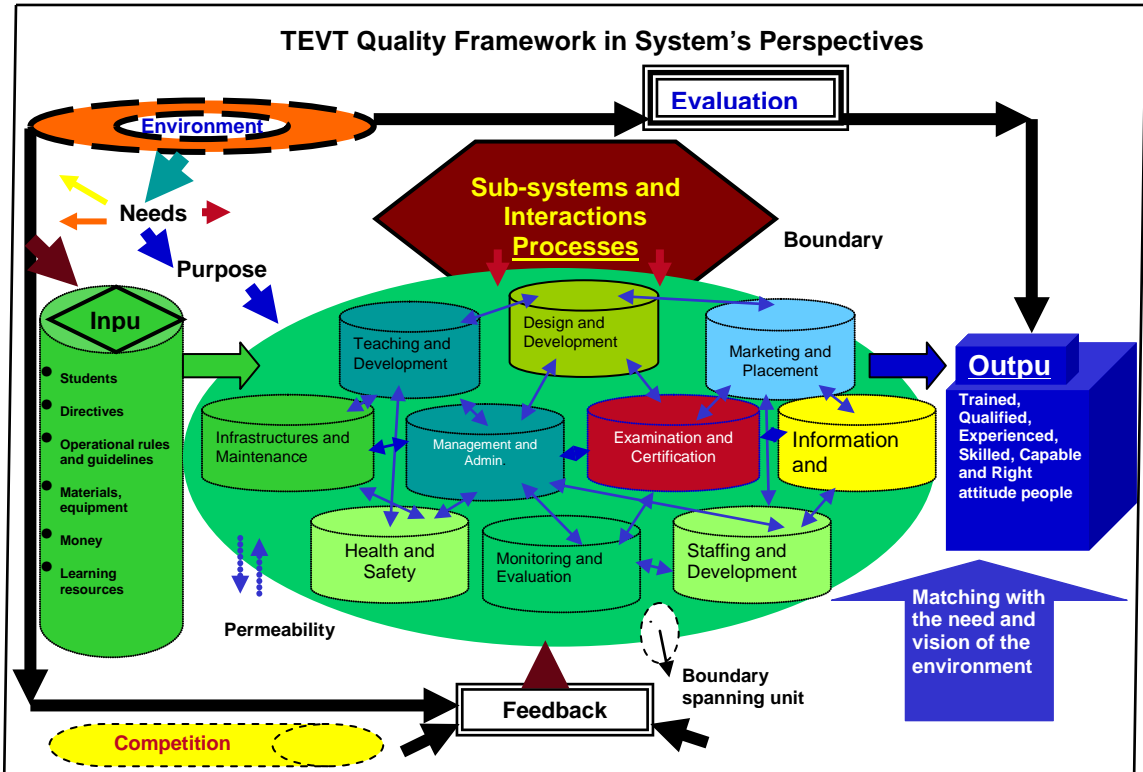 TEVT Quality Framework in System's Perspectives
Environment
Evaluation
Needs
Purpose
Sub-systems and
Interactions
Processes
Boundary
Inpu
Students
Directives
Operational rules
and guidelines
Materials,
equipment
Money
Learning
resources
Teaching and
Development
Design and
Development
Marketing and
Placement
Infrastructures and
Maintenance
Management and
Admin.
Examination and
Certification
Information
and
Health and
Safety
Monitoring and
Evaluation
Staffing and
Development
Outpu
Trained,
Qualified,
Experienced,
Skilled, Capable
and Right
attitude people
Permeability
Boundary
spanning unit
Matching with
the need and
vision of the
environment
Feedback
Competition